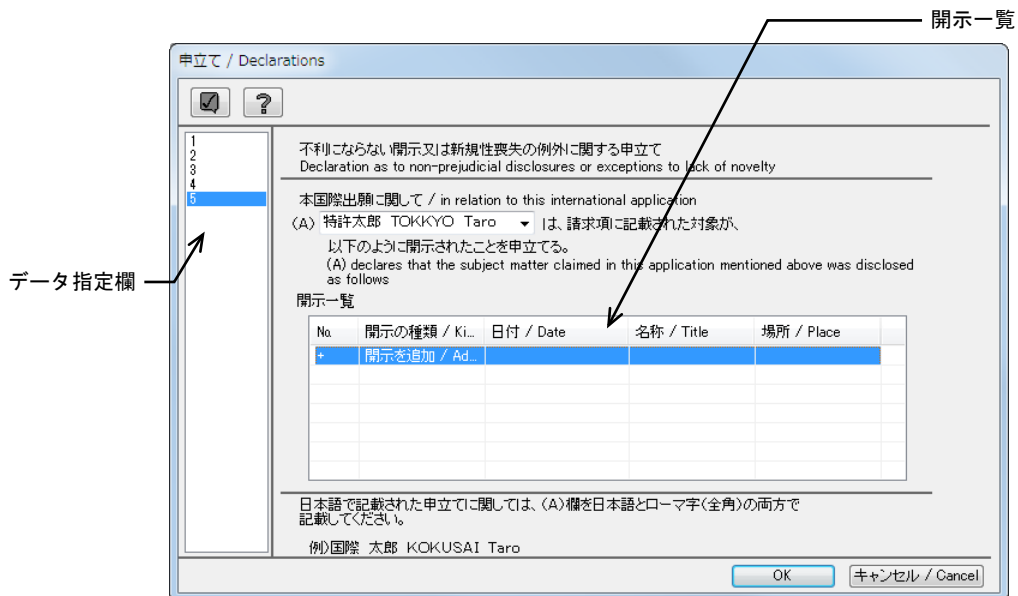 開示一覧
申立て / Declarations
1
2
3
4
5
不利にならない開示又は新規性喪失の例外に関する申立て
Declaration as to non-prejudicial disclosures or exceptions to lack of novelty
本国際出願に関して / in relation to this international application
(A) 特許太郎 TOKKYO Taro は、請求項に記載された対象が、
以下のように開示されたことを申立てる。
(A) declares that the subject matter claimed in this application mentioned above was disclosed
as follows
データ指定欄
開示一覧
No. 開示の種類 / Ki... 日付 / Date 名称 / Title 場所 / Place
+ 開示を追加 / Ad...
日本語で記載された申立てに関しては、(A)欄を日本語とローマ字(全角)の両方で
記載してください。
例)国際 太郎 KOKUSAI Taro
OK キャンセル / Cancel